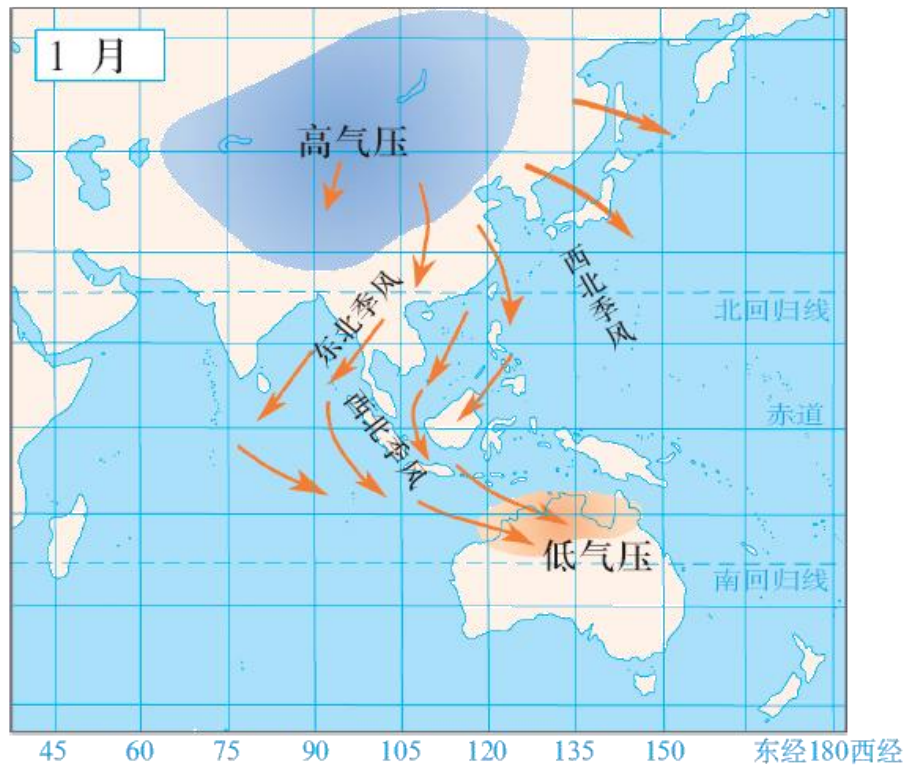 1 月
高气压
西北季风
东北季风
北回归线
西北季风
赤道
低气压
南回归线
45 60 75 90 105 120 135 150 东经180西经